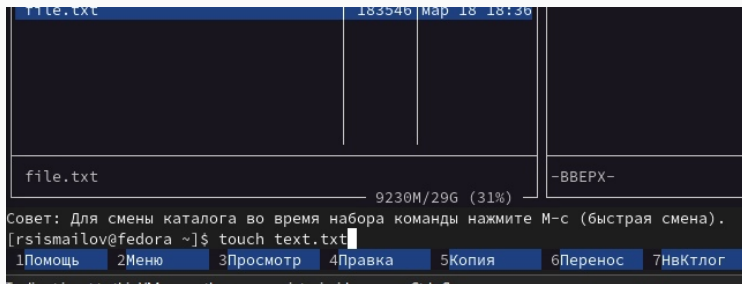 file.txt 183546 мар 18 18:36
file.txt
-ВВЕРХ-
9230M/29G (31%)
Совет: Для смены каталога во время набора команды нажмите M-c (быстрая смена).
[rsismailov@fedora ~]$ touch text.txt
1Помощь 2Меню 3Просмотр 4Правка 5Копия 6Перенос 7НвКтлог